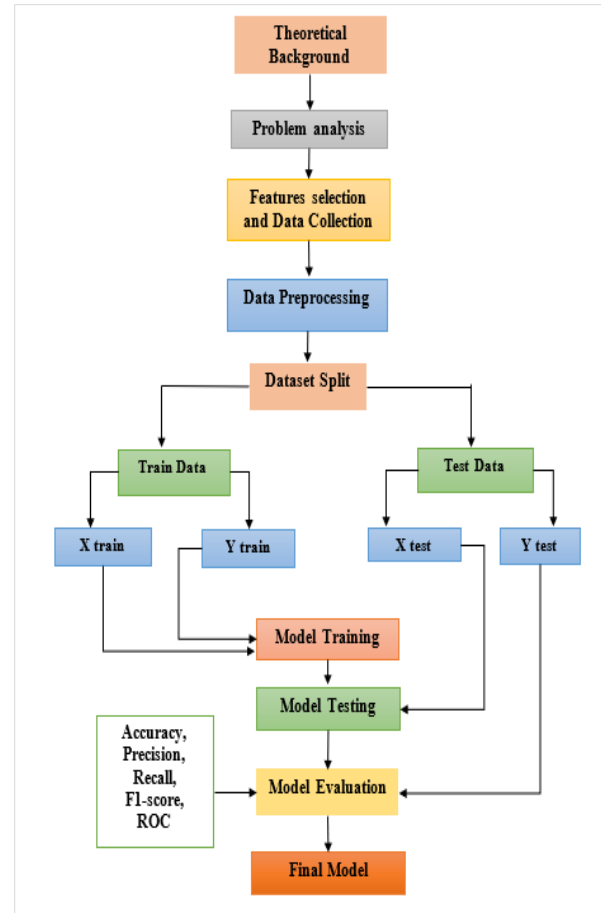 Theoretical
Background
Problem analysis
Features selection
and Data Collection
Data Preprocessing
Dataset Split
Train Data
Test Data
X train
Y train
X test
Y test
Model Training
Model Testing
Accuracy,
Precision,
Recall,
F1-score,
ROC
Model Evaluation
Final Model